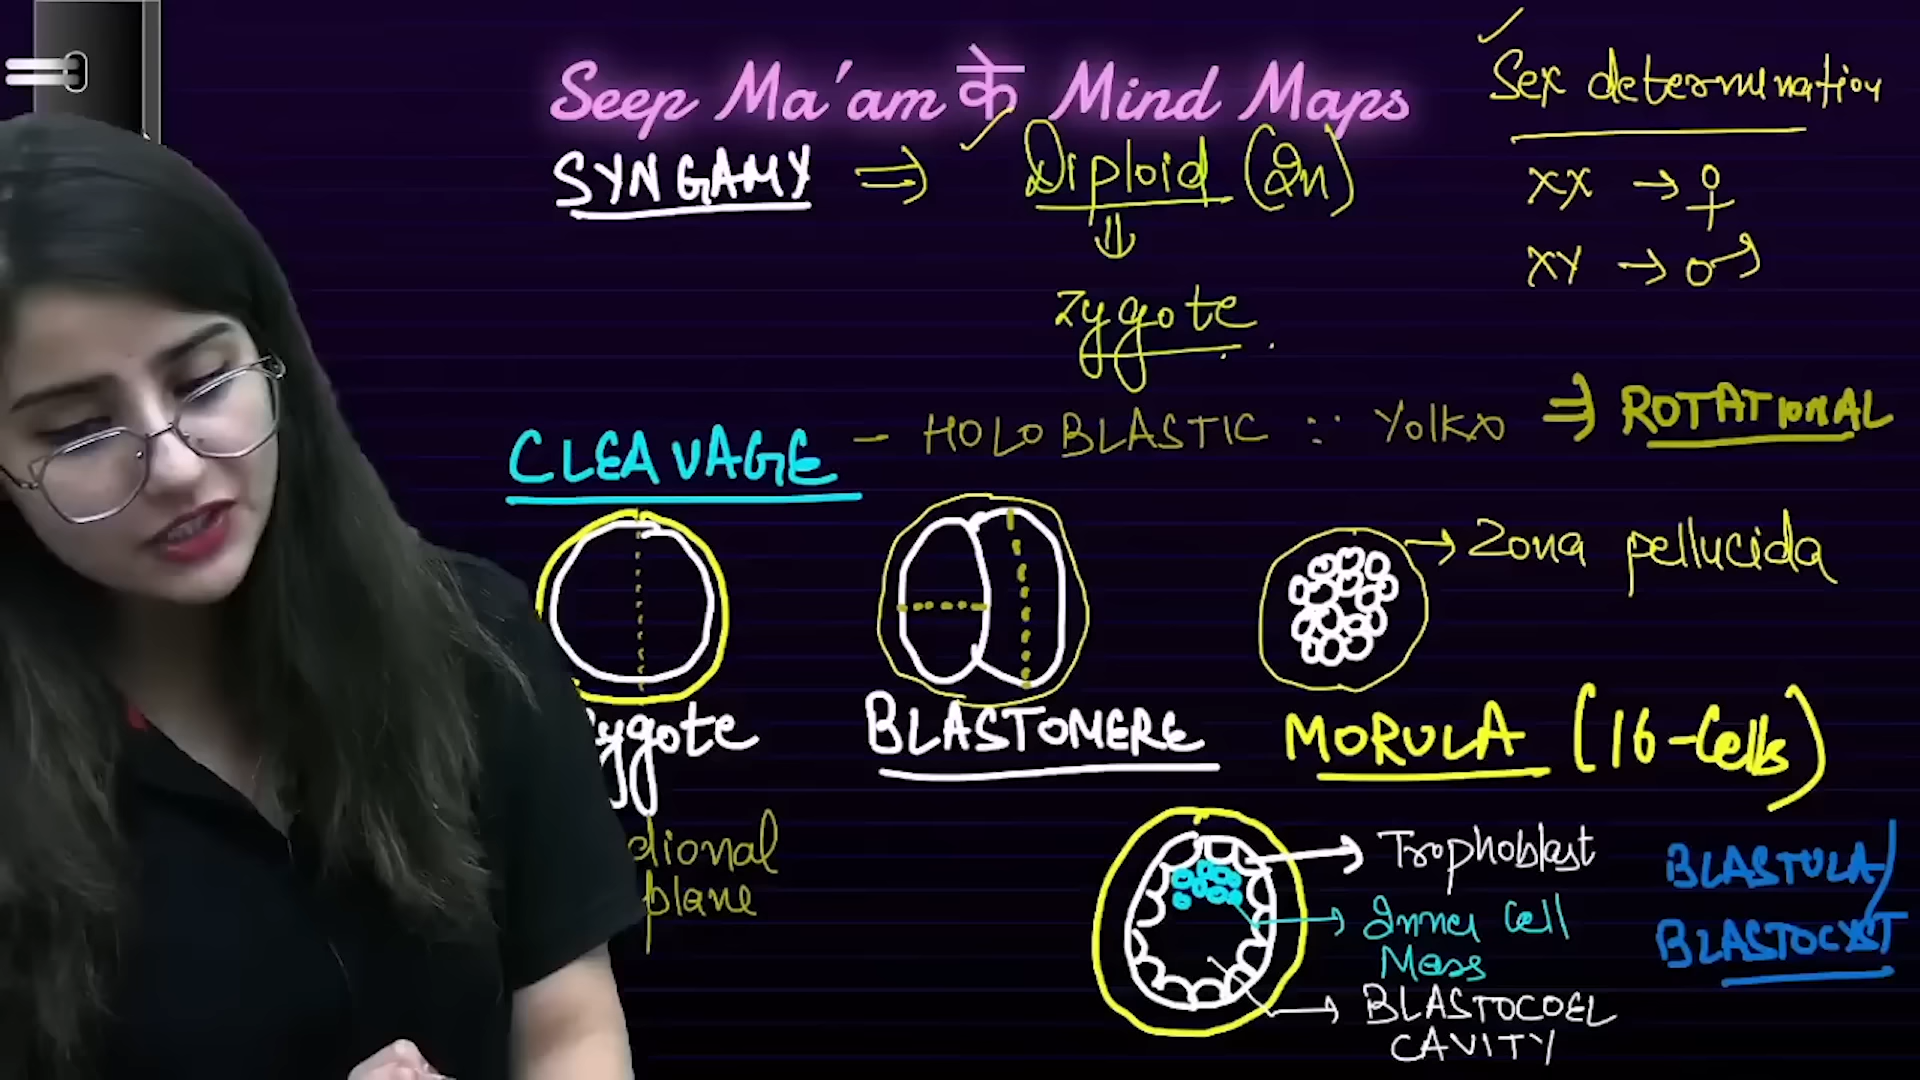 Seep Ma'am के Mind Maps
Sex determination
SYNGAMY ⇒ Diploid (2n)
XX → ♀
⇓
XY → ♂
Zygote
CLEAVAGE - HOLOBLASTIC ∵ Yolk x ⇒ ROTATIONAL
→ Zona pellucida
ygote BLASTOMERE MORULA (16-Cells)
dional
plane
→ Trophoblast
→ Inner Cell
Mass
→ BLASTOCOEL
CAVITY
BLASTULA/
BLASTOCYST